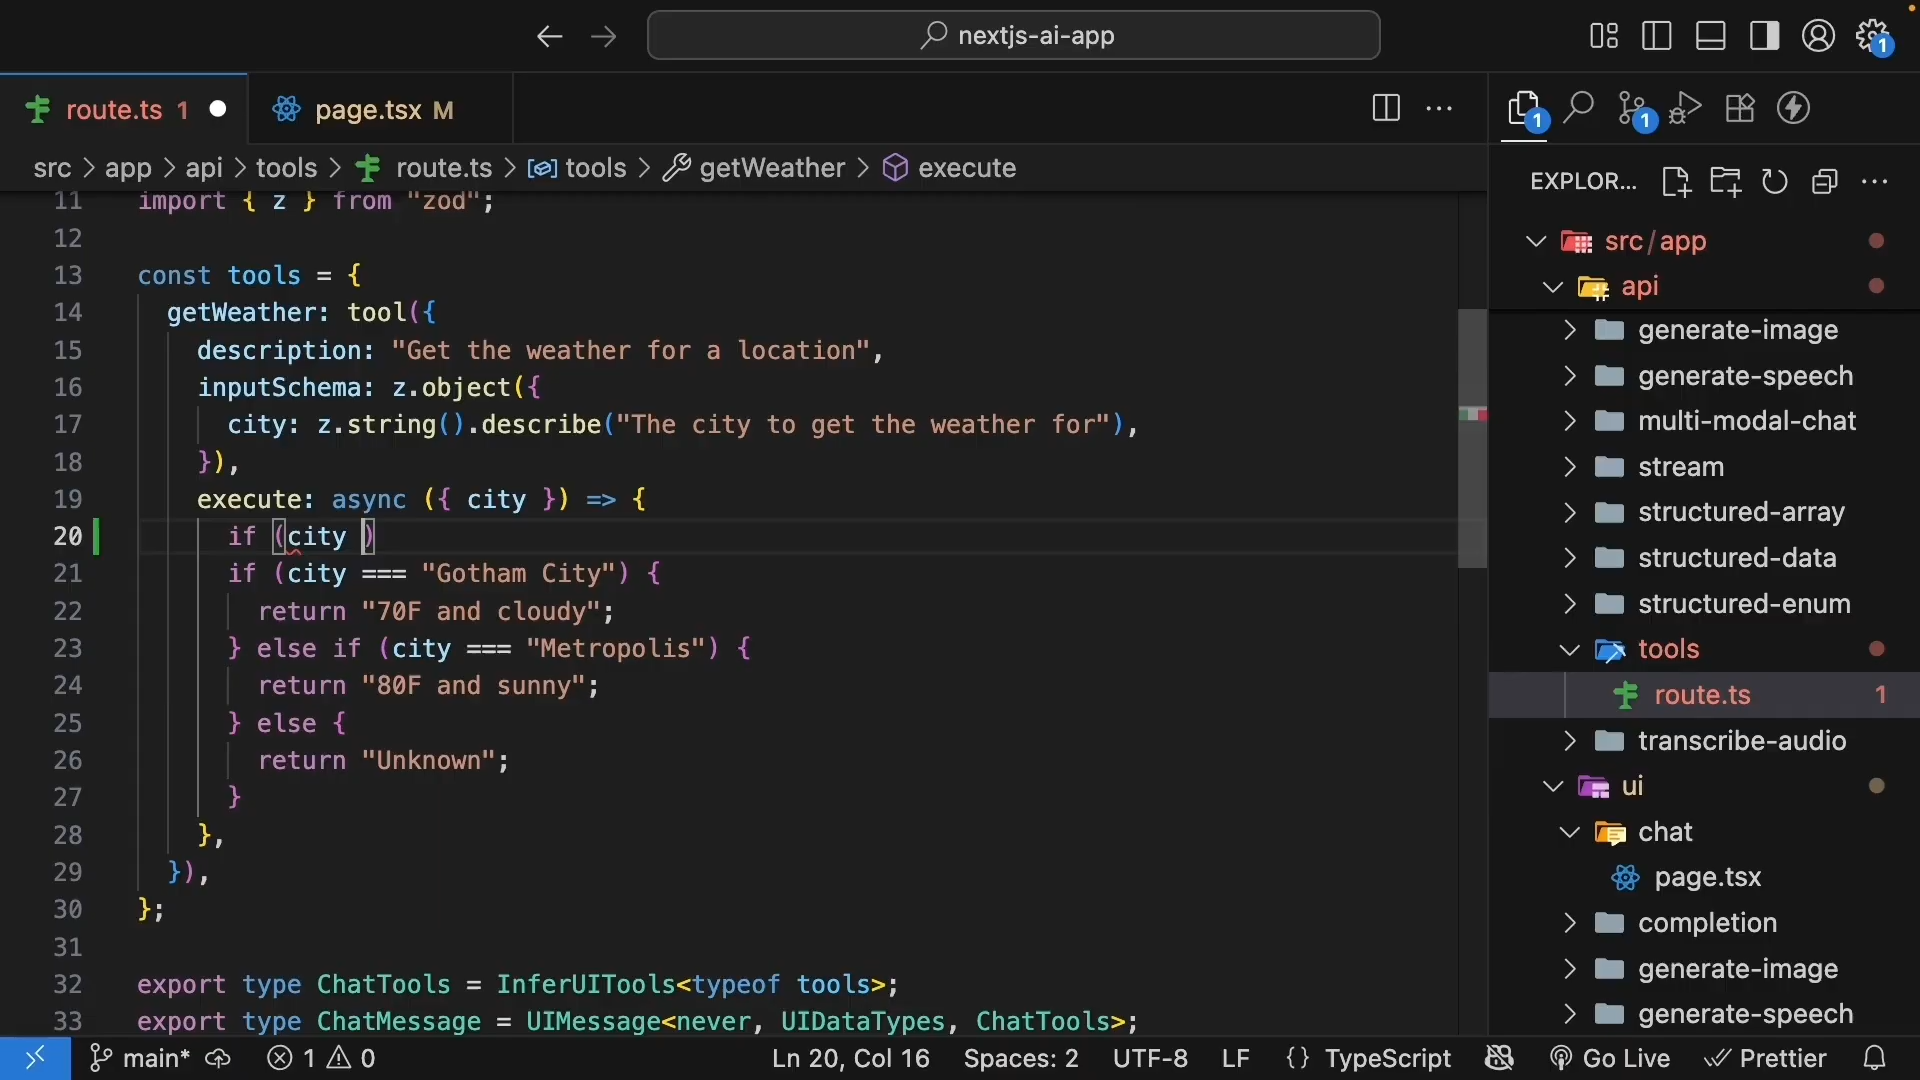 nextjs-ai-app
1
route.ts 1
page.tsx M
1
1
src > app > api > tools > route.ts > tools > getWeather > execute
EXPLOR...
11 import { z } from "zod";
12
13 const tools = {
14 getWeather: tool({
15 description: "Get the weather for a location",
16 inputSchema: z.object({
17 city: z.string().describe("The city to get the weather for"),
18 }),
19 execute: async ({ city }) => {
20 if (city )
21 if (city === "Gotham City") {
22 return "70F and cloudy";
23 } else if (city === "Metropolis") {
24 return "80F and sunny";
25 } else {
26 return "Unknown";
27 }
28 },
29 }),
30 };
31
32 export type ChatTools = InferUITools<typeof tools>;
33 export type ChatMessage = UIMessage<never, UIDataTypes, ChatTools>;
src/app
api
generate-image
generate-speech
multi-modal-chat
stream
structured-array
structured-data
structured-enum
tools
route.ts 1
transcribe-audio
ui
chat
page.tsx
completion
generate-image
generate-speech
main* 1 0 Ln 20, Col 16 Spaces: 2 UTF-8 LF {} TypeScript Go Live Prettier